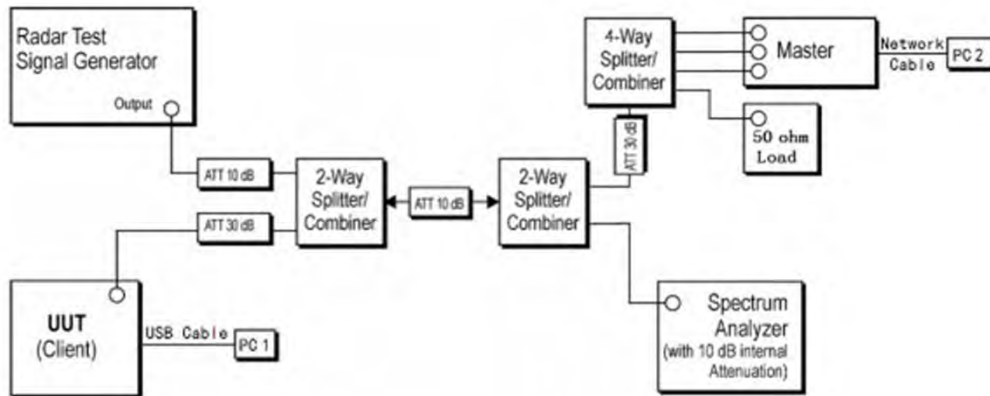 Radar Test
Signal Generator
Output
ATT 10 dB
ATT 30 dB
2-Way
Splitter/
Combiner
ATT 10 dB
2-Way
Splitter/
Combiner
ATT 30 dB
4-Way
Splitter/
Combiner
Master
Network
Cable
PC 2
50 ohm
Load
UUT
(Client)
USB Cable
PC 1
Spectrum
Analyzer
(with 10 dB internal
Attenuation)